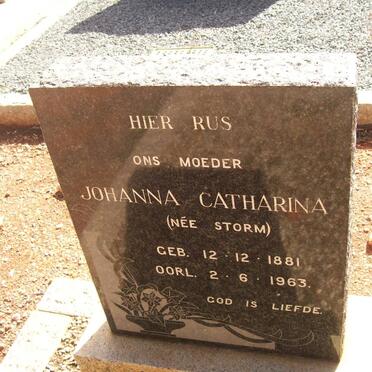 HIER RUS
ONS MOEDER
JOHANNA CATHARINA
(NÉE STORM)
GEB. 12·12·1881
OORL. 2·6·1963.
GOD IS LIEFDE.